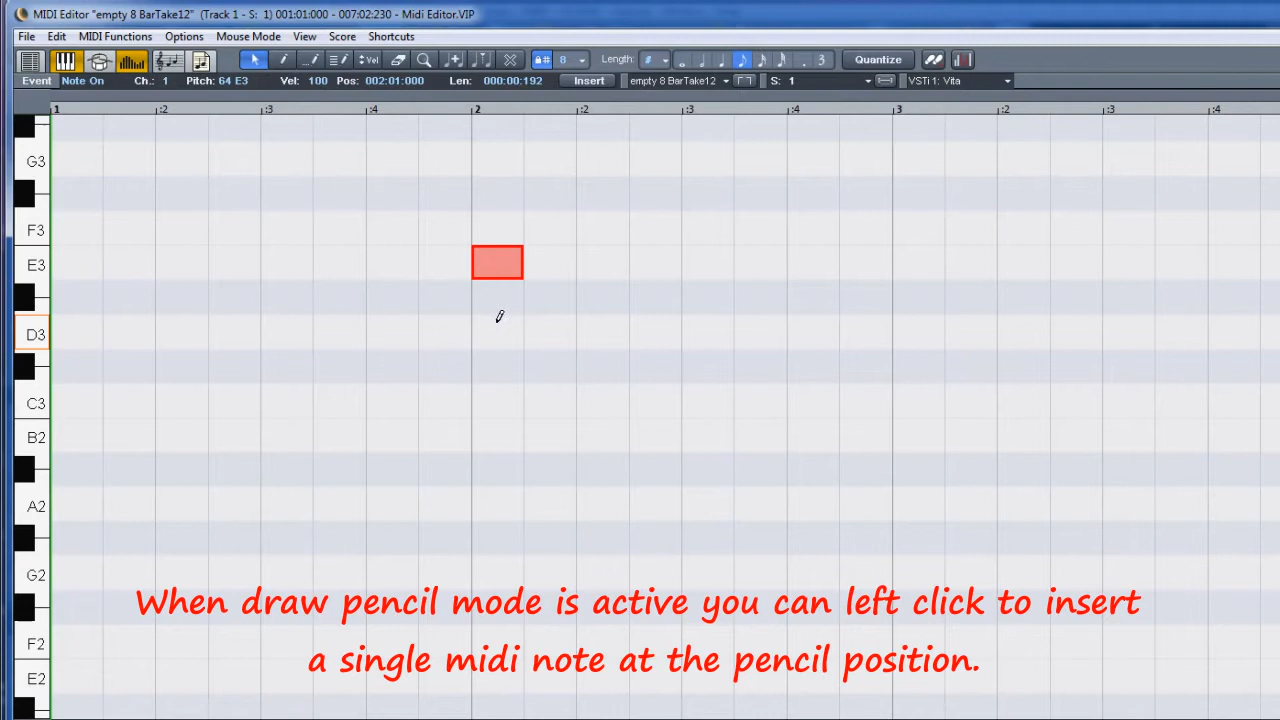 MIDI Editor "empty 8 BarTake12" (Track 1 - S: 1) 001:01:000 - 007:02:230 - Midi Editor.VIP
File Edit MIDI Functions Options Mouse Mode View Score Shortcuts
Vel 8 Length: # 3 Quantize
Event Note On Ch.: 1 Pitch: 64 E3 Vel: 100 Pos: 002:01:000 Len: 000:00:192 Insert empty 8 BarTake12 S: 1 VSTi 1: Vita
1 :2 :3 :4 2 :2 :3 :4 3 :2 :3 :4
G3
F3
E3
D3
C3
B2
A2
G2
When draw pencil mode is active you can left click to insert
F2
a single midi note at the pencil position.
E2